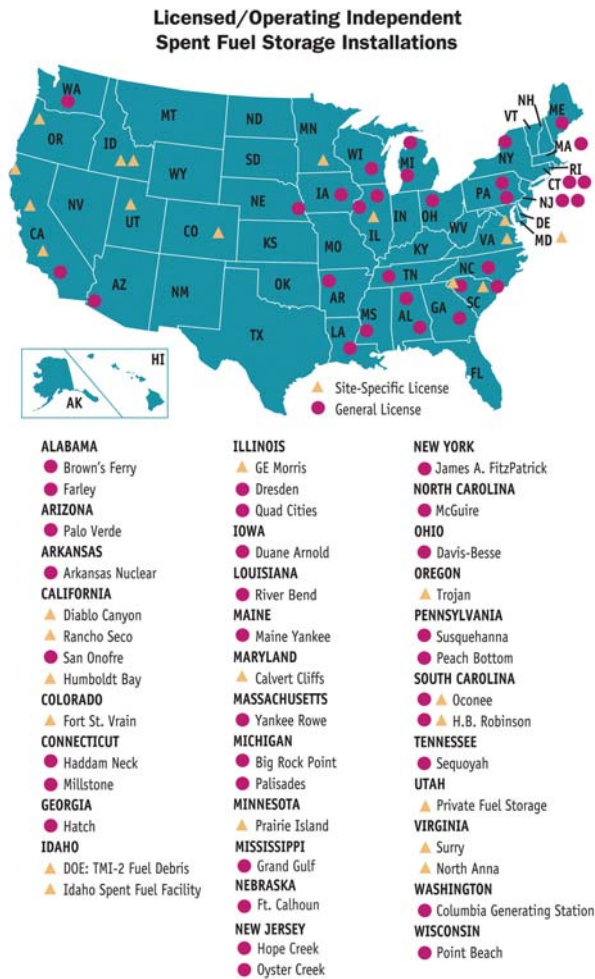 Licensed/Operating Independent
Spent Fuel Storage Installations
WA
MT
ND
MN
VT
NH
ME
OR
ID
SD
WI
MI
NY
MA
RI
CT
WY
NE
IA
PA
NJ
NV
UT
CO
IL
IN
OH
WV
DE
MD
CA
KS
MO
KY
VA
AZ
NM
OK
AR
TN
NC
SC
TX
LA
MS
AL
GA
FL
HI
AK
Site-Specific License
General License
ALABAMA
Brown's Ferry
Farley
ARIZONA
Palo Verde
ARKANSAS
Arkansas Nuclear
CALIFORNIA
Diablo Canyon
Rancho Seco
San Onofre
Humboldt Bay
COLORADO
Fort St. Vrain
CONNECTICUT
Haddam Neck
Millstone
GEORGIA
Hatch
IDAHO
DOE: TMI-2 Fuel Debris
Idaho Spent Fuel Facility
ILLINOIS
GE Morris
Dresden
Quad Cities
IOWA
Duane Arnold
LOUISIANA
River Bend
MAINE
Maine Yankee
MARYLAND
Calvert Cliffs
MASSACHUSETTS
Yankee Rowe
MICHIGAN
Big Rock Point
Palisades
MINNESOTA
Prairie Island
MISSISSIPPI
Grand Gulf
NEBRASKA
Ft. Calhoun
NEW JERSEY
Hope Creek
Oyster Creek
NEW YORK
James A. FitzPatrick
NORTH CAROLINA
McGuire
OHIO
Davis-Besse
OREGON
Trojan
PENNSYLVANIA
Susquehanna
Peach Bottom
SOUTH CAROLINA
Oconee
H.B. Robinson
TENNESSEE
Sequoyah
UTAH
Private Fuel Storage
VIRGINIA
Surry
North Anna
WASHINGTON
Columbia Generating Station
WISCONSIN
Point Beach